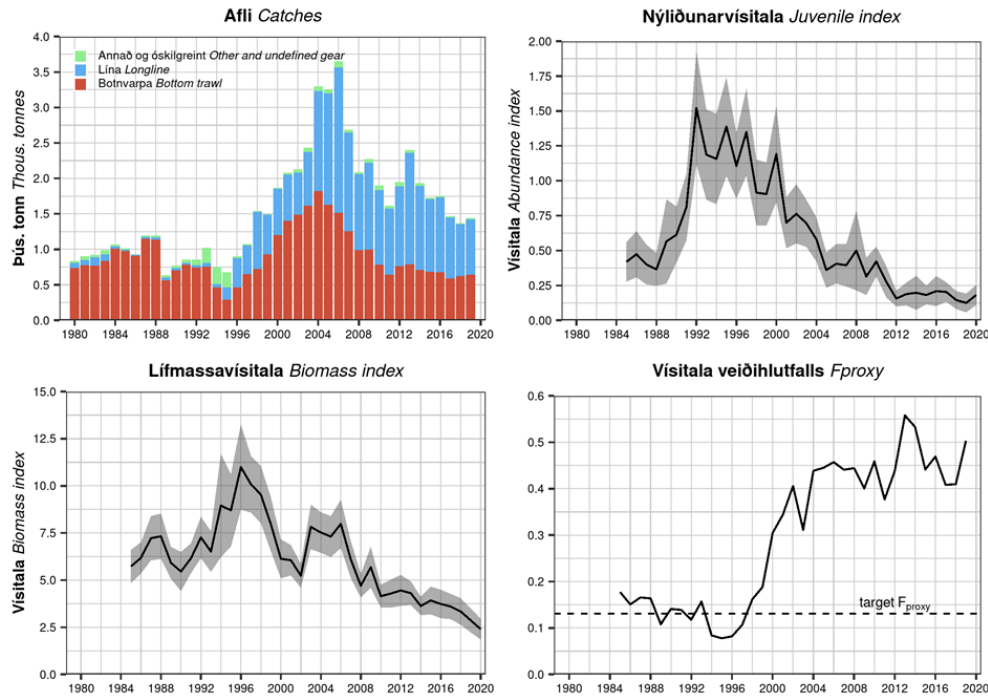 Afli Catches
4.0
3.5
3.0
2.5
2.0
1.5
1.0
0.5
0.0
Þús. tonn Thous. tonnes
Annað og óskilgreint Other and undefined gear
Lína Longline
Botnvarpa Bottom trawl
1980 1984 1988 1992 1996 2000 2004 2008 2012 2016 2020
Nýliðunarvísitala Juvenile index
2.00
1.75
1.50
1.25
1.00
0.75
0.50
0.25
0.00
Vísitala Abundance index
1980 1984 1988 1992 1996 2000 2004 2008 2012 2016 2020
Lífmassavísitala Biomass index
15.0
12.5
10.0
7.5
5.0
2.5
0.0
Vísitala Biomass index
1980 1984 1988 1992 1996 2000 2004 2008 2012 2016 2020
Vísitala veiðihlutfalls Fproxy
0.6
0.5
0.4
0.3
0.2
0.1
0.0
target Fproxy
1980 1984 1988 1992 1996 2000 2004 2008 2012 2016 2020